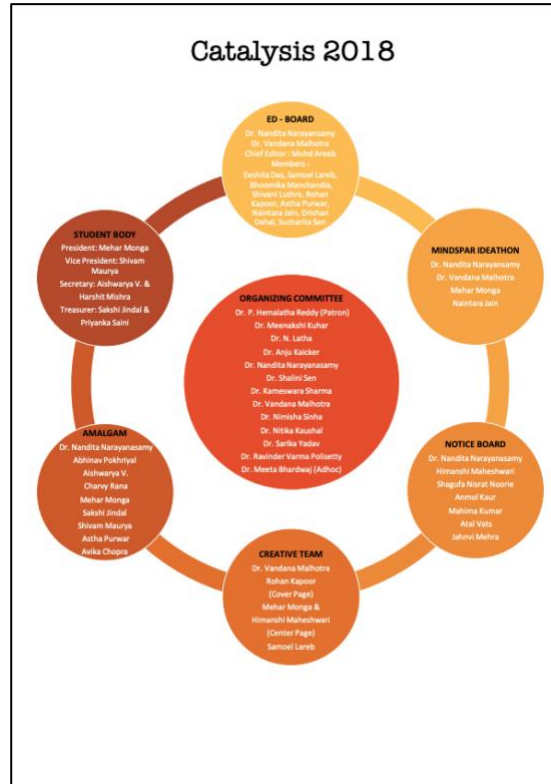 Catalysis 2018
ED - BOARD
Dr. Nandita Narayansamy
Dr. Vandana Malhotra
Chief Editor : Mohd Areeb
Members :
Eeshita Das, Samoel Lareb,
Bhoomika Manchandia,
Shivani Luthra, Rohan
Kapoor, Astha Purwar,
Naintara Jain, Drishan
Dahal, Sucharita Sen
MINDSPAR IDEATHON
Dr. Nandita Narayansamy
Dr. Vandana Malhotra
Mehar Monga
Naintara Jain
NOTICE BOARD
Dr. Nandita Narayanasamy
Himanshi Maheshwari
Shagufa Nisrat Noorie
Anmol Kaur
Mahima Kumar
Atal Vats
Jahnvi Mehra
CREATIVE TEAM
Dr. Vandana Malhotra
Rohan Kapoor
(Cover Page)
Mehar Monga &
Himanshi Maheshwari
(Center Page)
Samoel Lareb
AMALGAM
Dr. Nandita Narayanasamy
Abhinav Pokhriyal
Aishwarya V.
Charvy Rana
Mehar Monga
Sakshi Jindal
Shivam Maurya
Astha Purwar
Avika Chopra
STUDENT BODY
President: Mehar Monga
Vice President: Shivam
Maurya
Secretary: Aishwarya V. &
Harshit Mishra
Treasurer: Sakshi Jindal &
Priyanka Saini
ORGANIZING COMMITTEE
Dr. P. Hemalatha Reddy (Patron)
Dr. Meenakshi Kuhar
Dr. N. Latha
Dr. Anju Kaicker
Dr. Nandita Narayanasamy
Dr. Shalini Sen
Dr. Kameswara Sharma
Dr. Vandana Malhotra
Dr. Nimisha Sinha
Dr. Nitika Kaushal
Dr. Sarika Yadav
Dr. Ravinder Varma Polisetty
Dr. Meeta Bhardwaj (Adhoc)